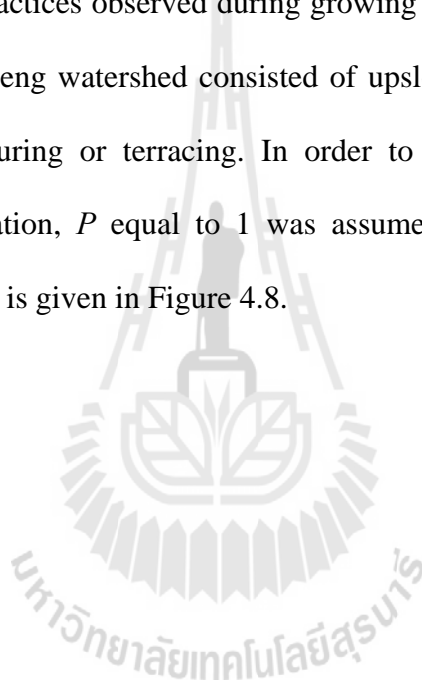 actices observed during growing
eng watershed consisted of upsl
uring or terracing. In order to
ation, P equal to 1 was assume
is given in Figure 4.8.
มหาวิทยาลัยเทคโนโลยีสุรนารี